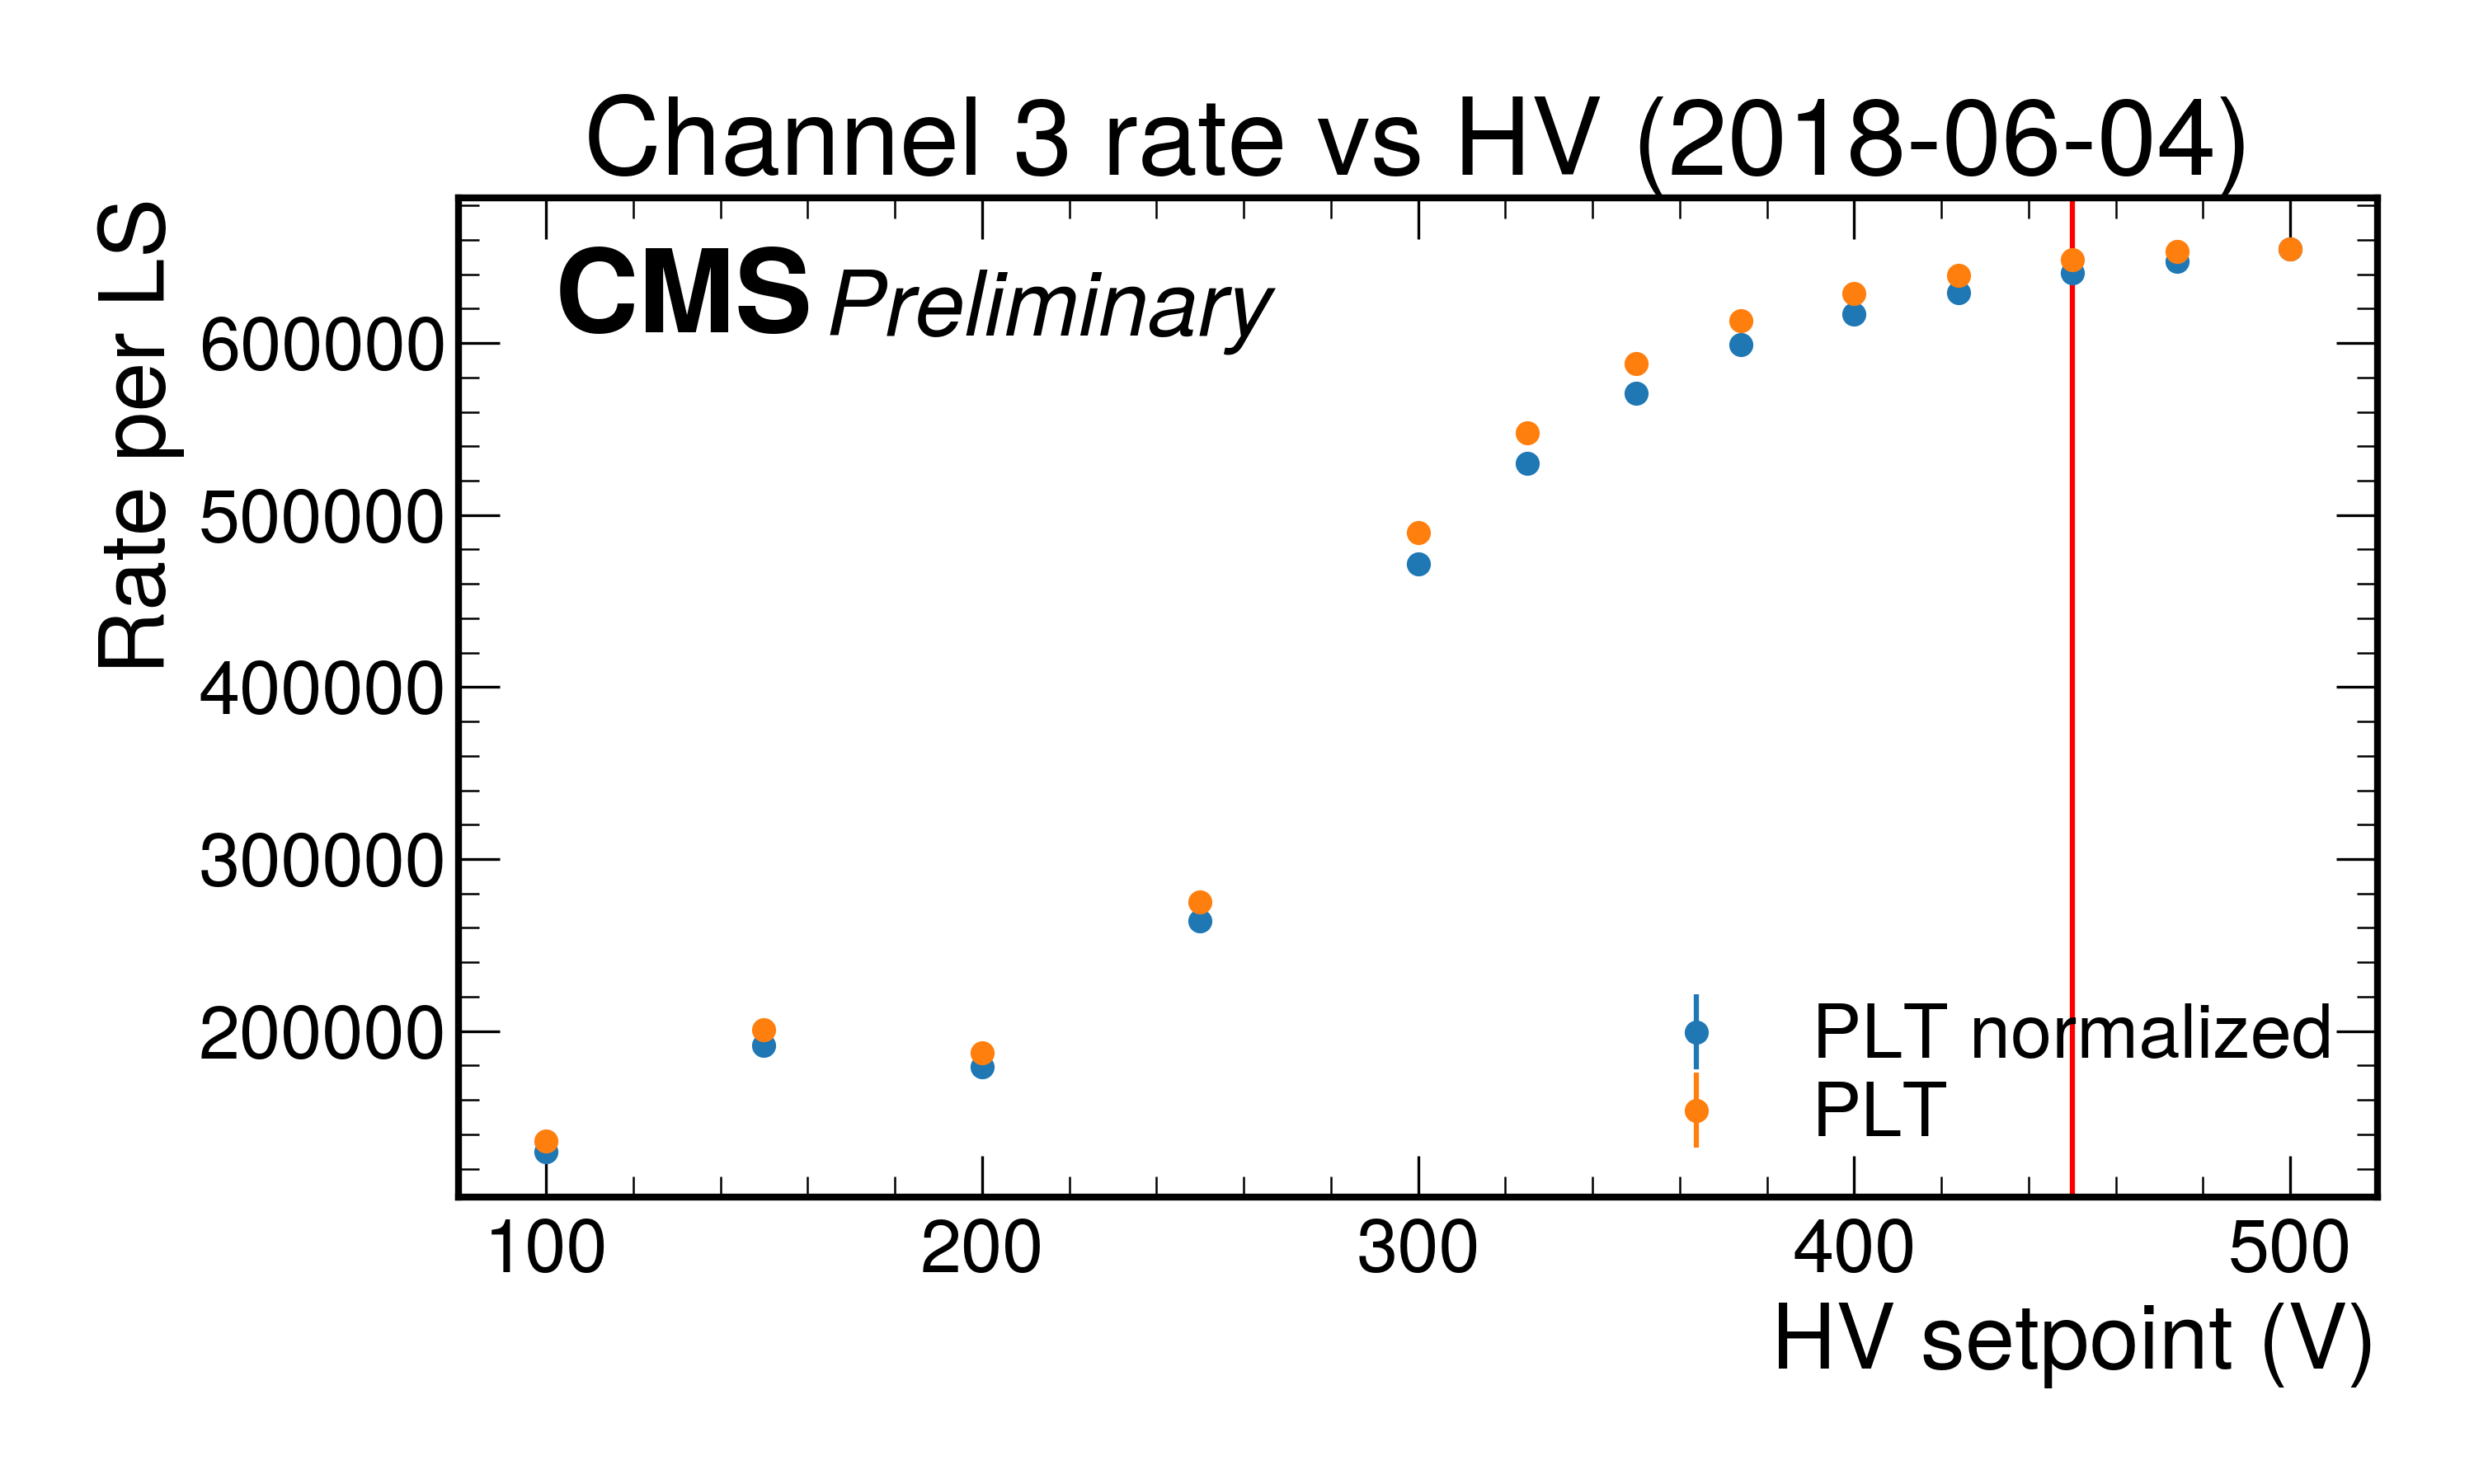 Channel 3 rate vs HV (2018-06-04)
CMS Preliminary
Rate per LS
600000
500000
400000
300000
200000
PLT normalized
PLT
100 200 300 400 500
HV setpoint (V)